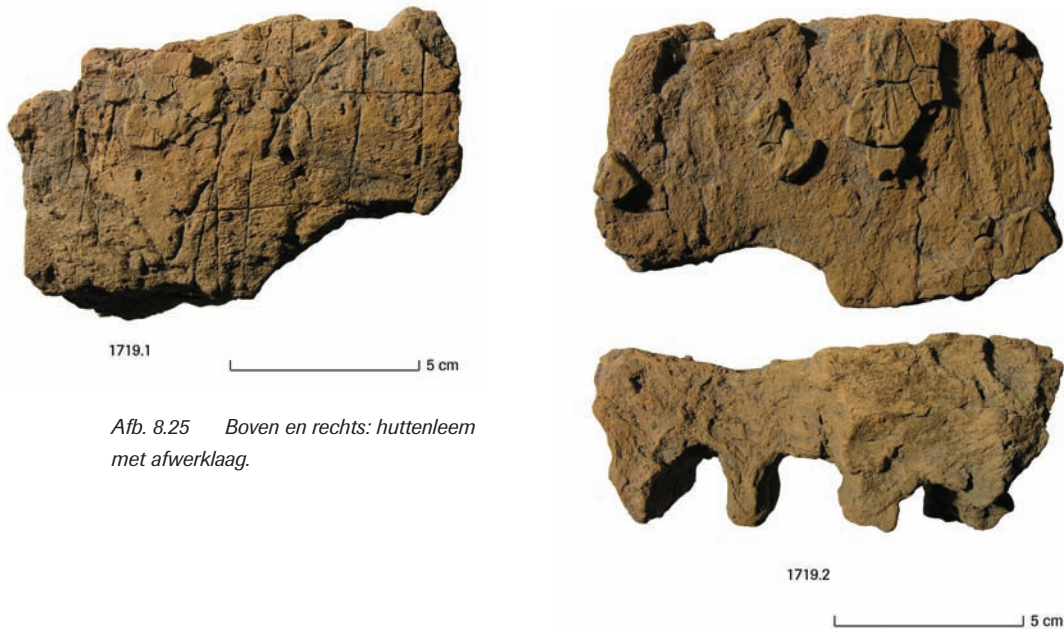 1719.1
5 cm
Afb. 8.25 Boven en rechts: huttenleem
met afwerklaag.
1719.2
5 cm